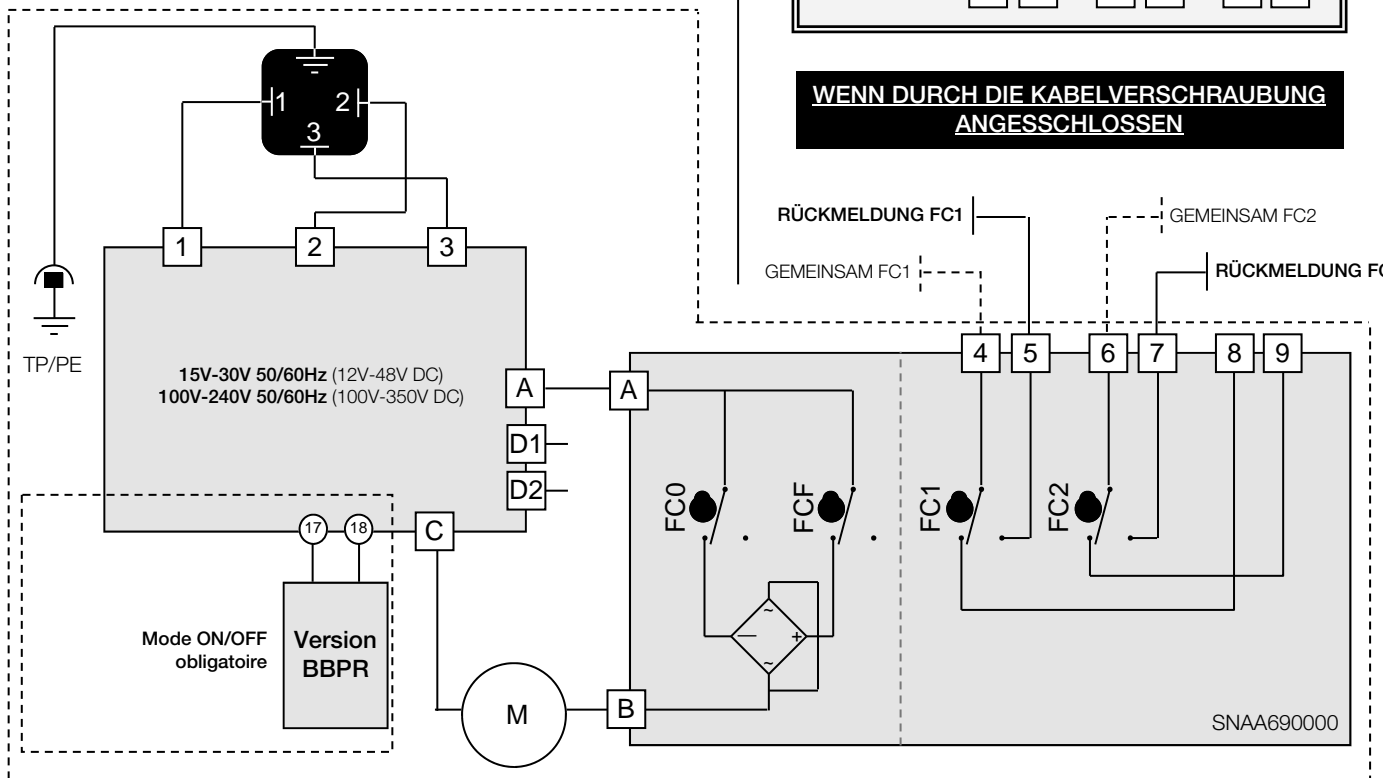 WENN DURCH DIE KABELVERSCHRAUBUNG
ANGESSCHLOSSEN
1
2
3
RÜCKMELDUNG FC1
GEMEINSAM FC2
GEMEINSAM FC1
RÜCKMELDUNG
1
2
3
TP/PE
4
5
6
7
8
9
15V-30V 50/60Hz (12V-48V DC)
100V-240V 50/60Hz (100V-350V DC)
A
A
D1
D2
FC0
FCF
FC1
FC2
17
18
C
Mode ON/OFF
obligatoire
Version
BBPR
~
— +
~
M
B
SNAA690000